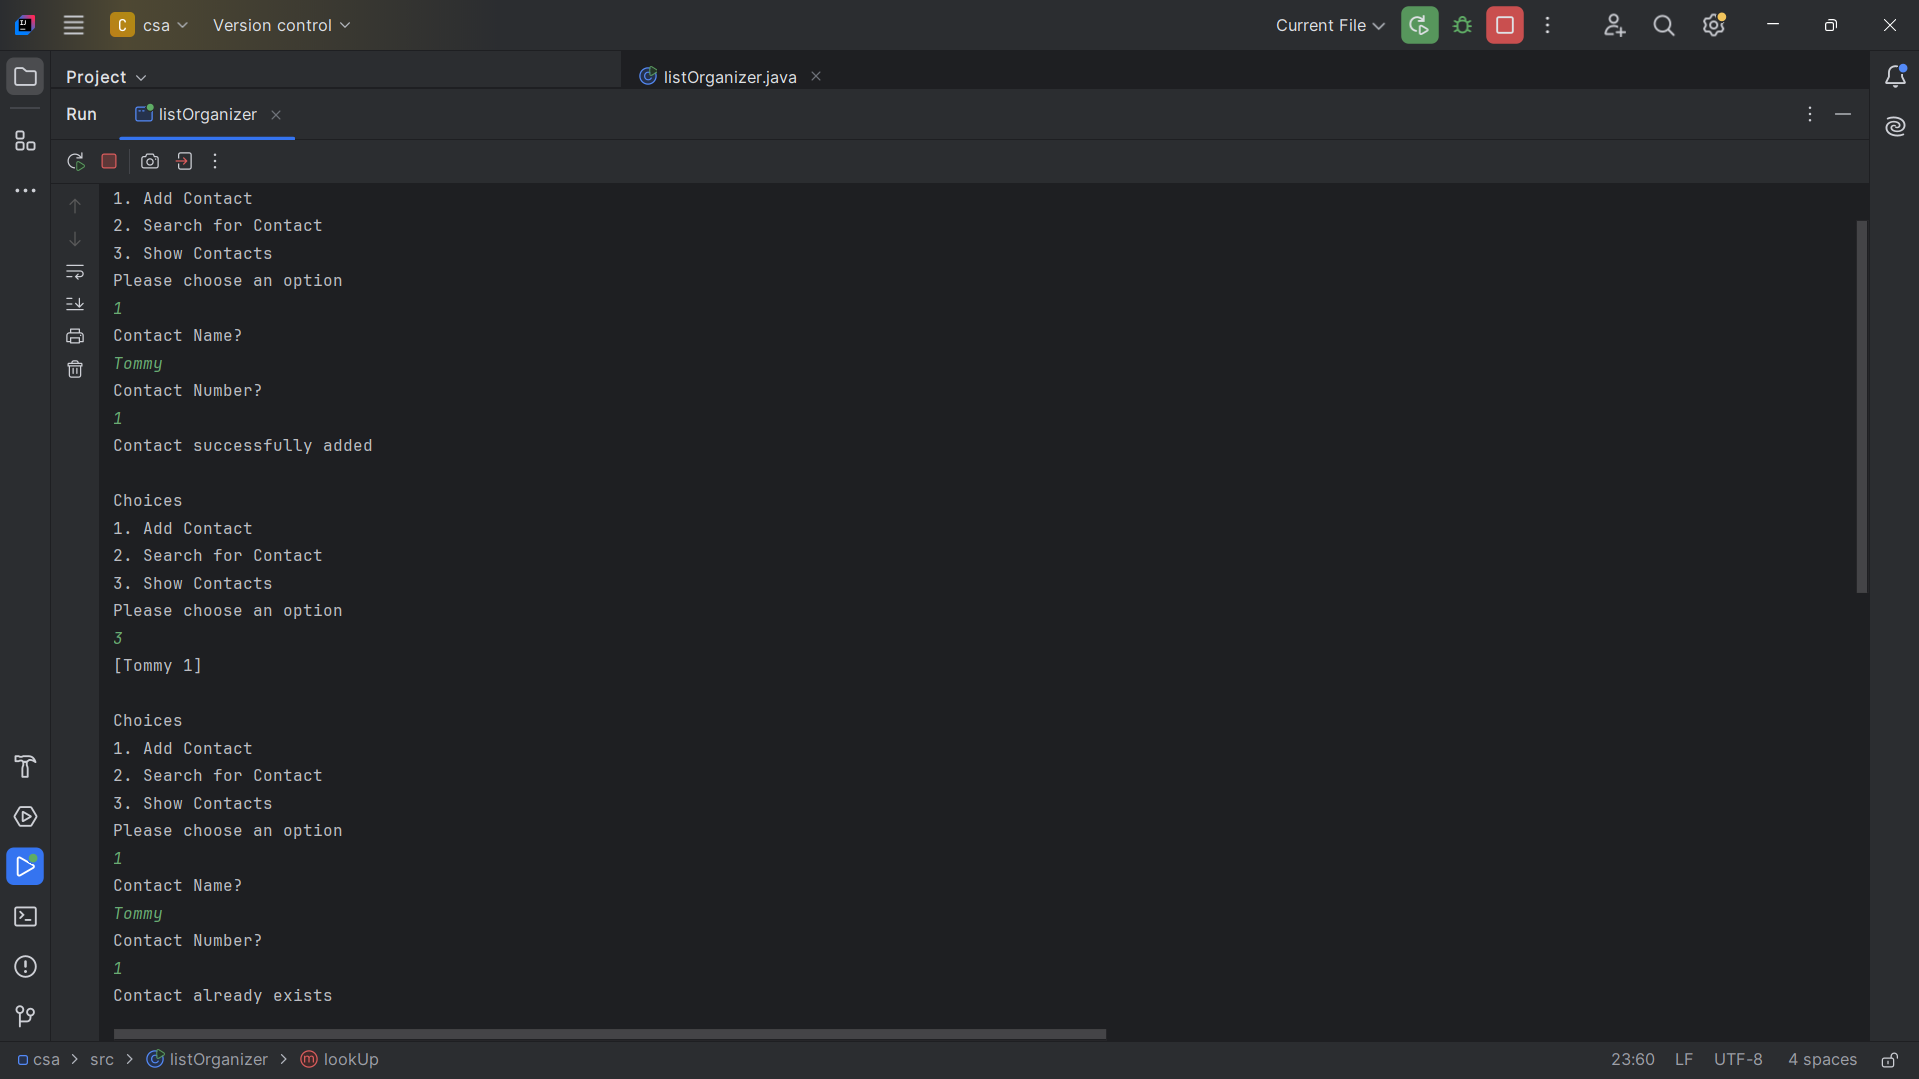 C csa Version control Current File
Project listOrganizer.java
Run listOrganizer
1. Add Contact
2. Search for Contact
3. Show Contacts
Please choose an option
1
Contact Name?
Tommy
Contact Number?
1
Contact successfully added
Choices
1. Add Contact
2. Search for Contact
3. Show Contacts
Please choose an option
3
[Tommy 1]
Choices
1. Add Contact
2. Search for Contact
3. Show Contacts
Please choose an option
1
Contact Name?
Tommy
Contact Number?
1
Contact already exists
csa > src > listOrganizer > m lookUp 23:60 LF UTF-8 4 spaces